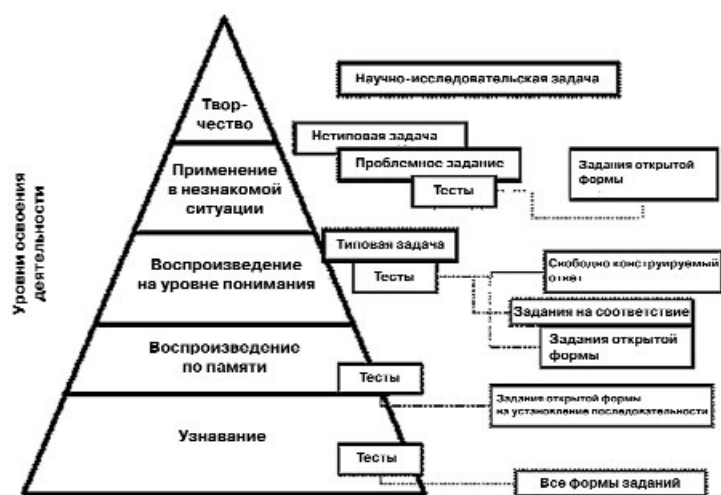 Научно-исследовательская задача
Твор-
чество
Нетиповая задача
Проблемное задание
Тесты
Задания открытой
формы
Применение
в незнакомой
ситуации
Уровни освоения
деятельности
Типовая задача
Тесты
Воспроизведение
на уровне понимания
Свободно конструируемый
ответ
Задания на соответствие
Задания открытой
формы
Воспроизведение
по памяти
Тесты
Задания открытой формы
на установление последовательности
Узнавание
Тесты
Все формы заданий